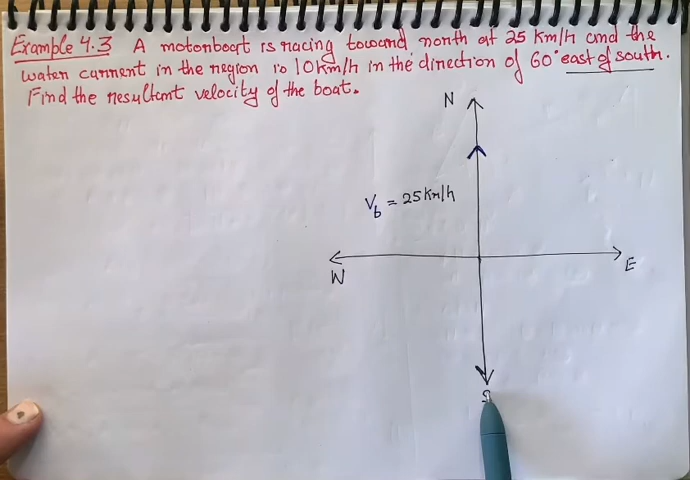 Example 4.3 A motorboat is racing toward north at 25 km/h and the
water current in the region is 10 km/h in the direction of 60° east of south.
Find the resultant velocity of the boat.
N
V_b = 25 km/h
W
E
S